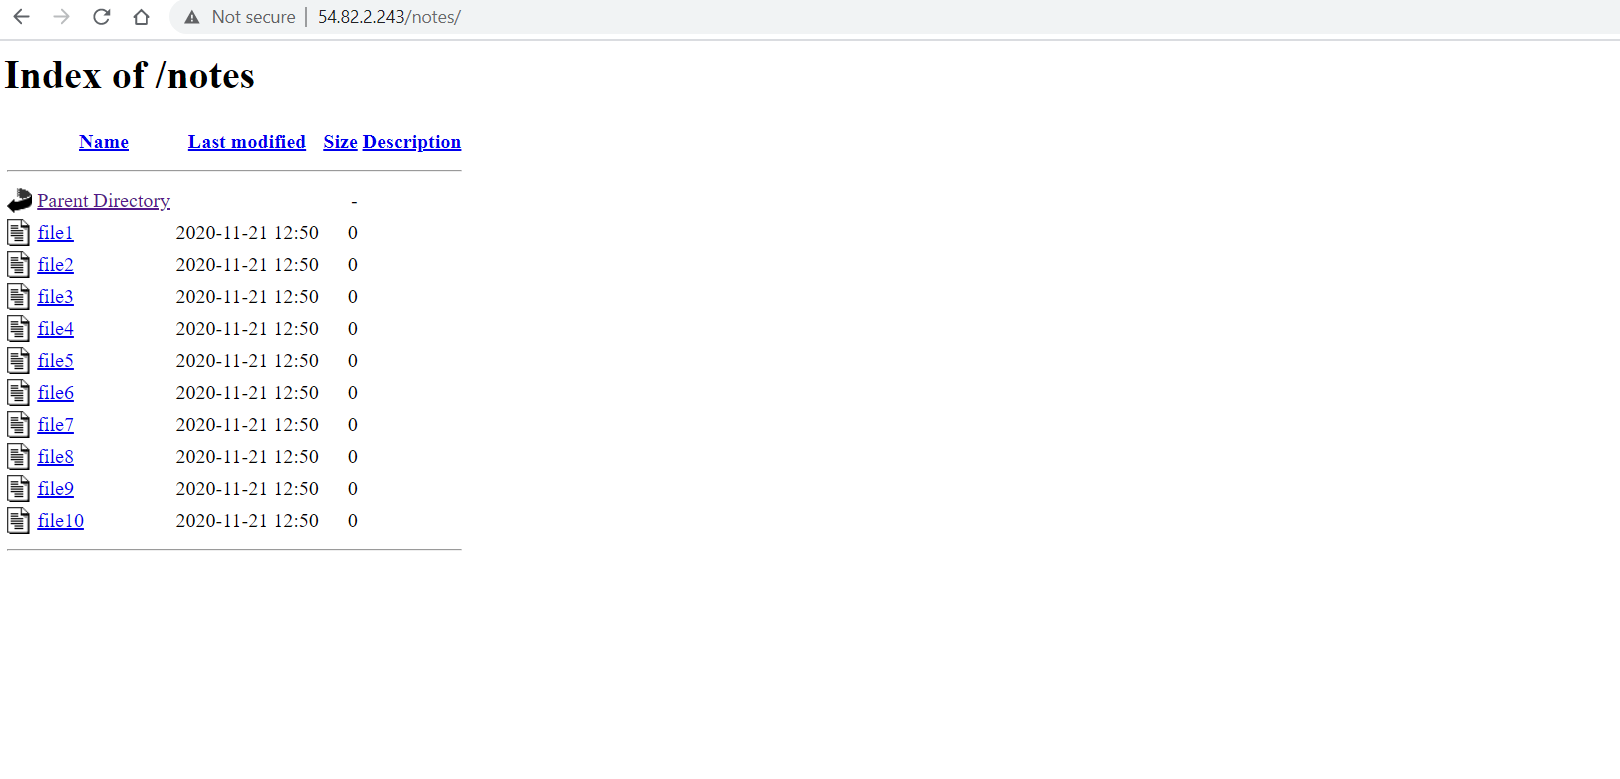 Not secure | 54.82.2.243/notes/
Index of /notes
Name Last modified Size Description
Parent Directory -
file1 2020-11-21 12:50 0
file2 2020-11-21 12:50 0
file3 2020-11-21 12:50 0
file4 2020-11-21 12:50 0
file5 2020-11-21 12:50 0
file6 2020-11-21 12:50 0
file7 2020-11-21 12:50 0
file8 2020-11-21 12:50 0
file9 2020-11-21 12:50 0
file10 2020-11-21 12:50 0